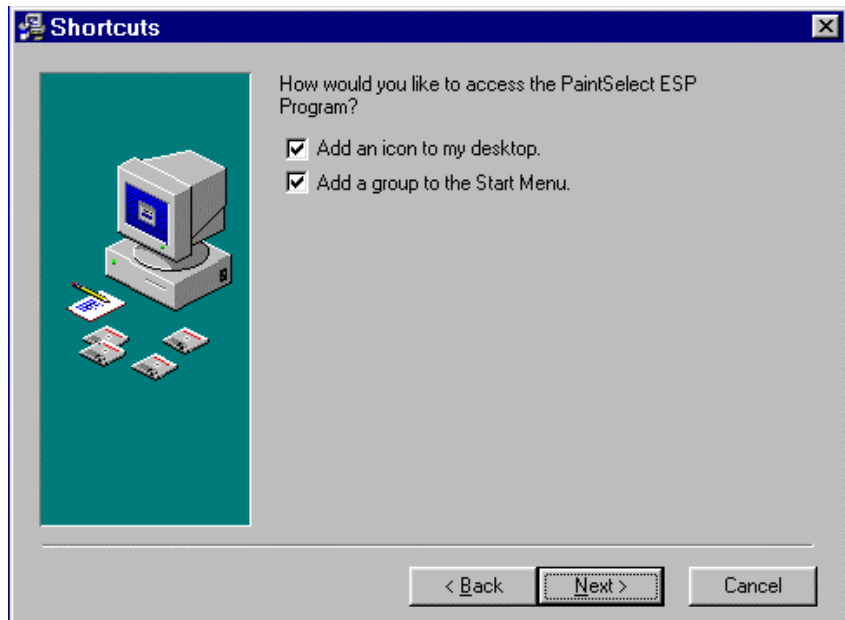 Shortcuts
How would you like to access the PaintSelect ESP
Program?
Add an icon to my desktop.
Add a group to the Start Menu.
< Back
Next >
Cancel